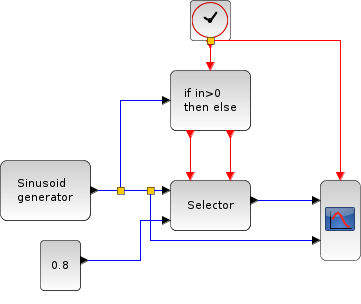 if in>0
then else
Sinusoid
generator
Selector
0.8